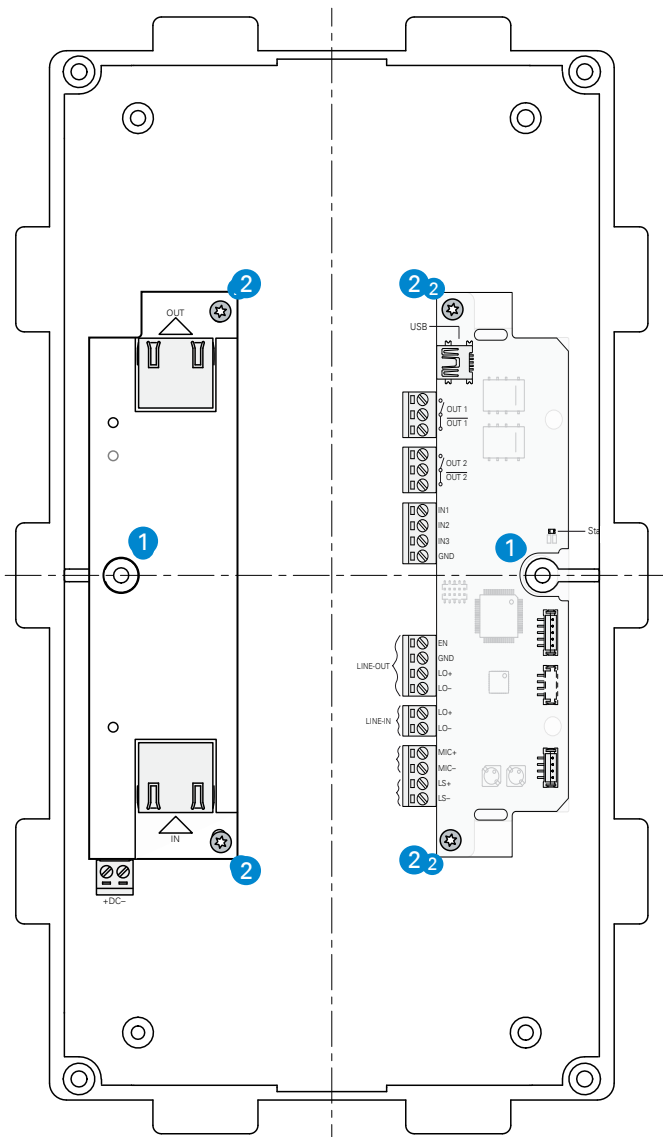 2
2 2
OUT
USB
OUT 1
OUT 1
OUT 2
OUT 2
IN1
IN2
IN3
GND
Sta
1
1
EN
GND
LO+
LO–
LINE-OUT
LO+
LO–
LINE-IN
MIC+
MIC–
LS+
LS–
IN
2
2 2
+DC–